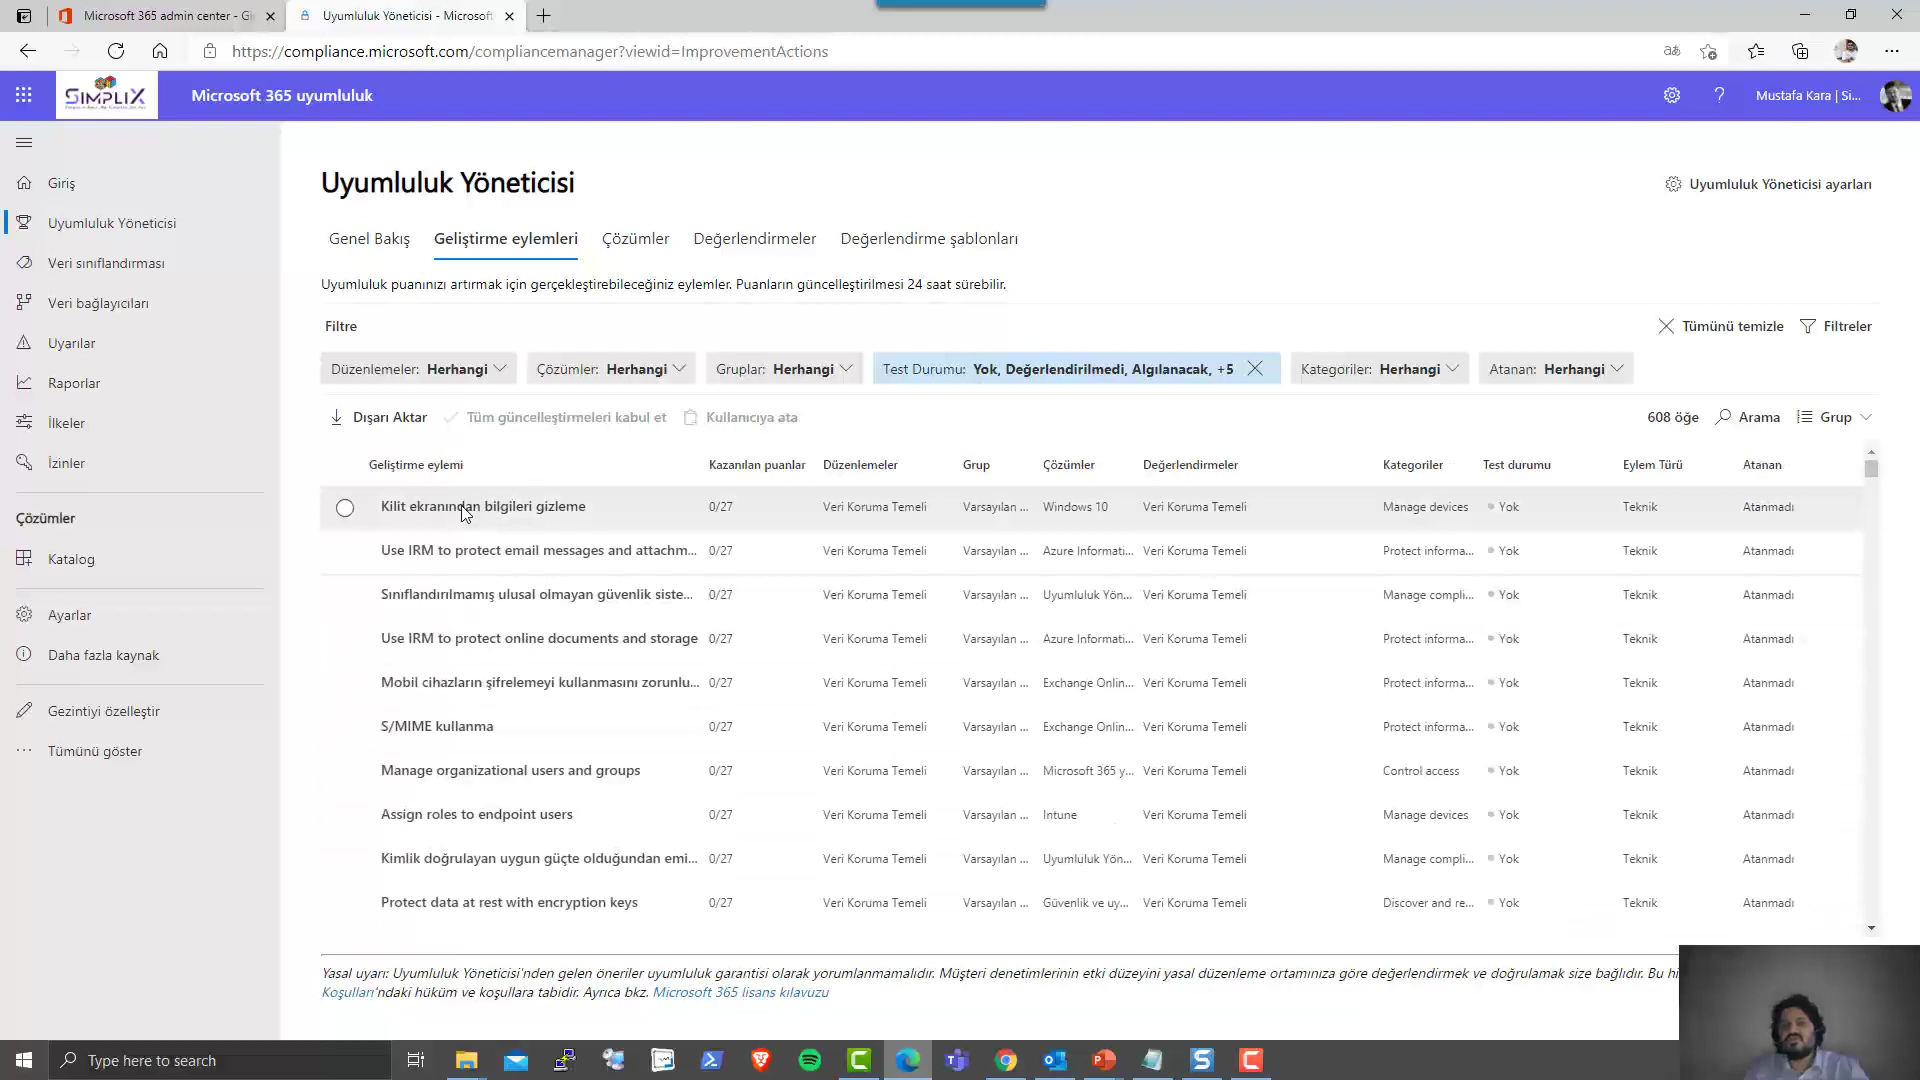 Microsoft 365 admin center - Gi
Uyumluluk Yöneticisi - Microsoft
https://compliance.microsoft.com/compliancemanager?viewid=ImprovementActions
SIMPLIX
Microsoft 365 uyumluluk
Mustafa Kara | Si...
Giriş
Uyumluluk Yöneticisi
Veri sınıflandırması
Veri bağlayıcıları
Uyarılar
Raporlar
İlkeler
İzinler
Çözümler
Katalog
Ayarlar
Daha fazla kaynak
Gezintiyi özelleştir
Tümünü göster
Uyumluluk Yöneticisi
Uyumluluk Yöneticisi ayarları
Genel Bakış Geliştirme eylemleri Çözümler Değerlendirmeler Değerlendirme şablonları
Uyumluluk puanınızı artırmak için gerçekleştirebileceğiniz eylemler. Puanların güncelleştirilmesi 24 saat sürebilir.
Filtre
Tümünü temizle Filtreler
Düzenlemeler: Herhangi Çözümler: Herhangi Gruplar: Herhangi Test Durumu: Yok, Değerlendirilmedi, Algılanacak, +5 Kategoriler: Herhangi Atanan: Herhangi
Dışarı Aktar Tüm güncelleştirmeleri kabul et Kullanıcıya ata 608 öğe Arama Grup
Geliştirme eylemi Kazanılan puanlar Düzenlemeler Grup Çözümler Değerlendirmeler Kategoriler Test durumu Eylem Türü Atanan
Kilit ekranından bilgileri gizleme 0/27 Veri Koruma Temeli Varsayılan ... Windows 10 Veri Koruma Temeli Manage devices Yok Teknik Atanmadı
Use IRM to protect email messages and attachm... 0/27 Veri Koruma Temeli Varsayılan ... Azure Informati... Veri Koruma Temeli Protect informa... Yok Teknik Atanmadı
Sınıflandırılmamış ulusal olmayan güvenlik siste... 0/27 Veri Koruma Temeli Varsayılan ... Uyumluluk Yön... Veri Koruma Temeli Manage compli... Yok Teknik Atanmadı
Use IRM to protect online documents and storage 0/27 Veri Koruma Temeli Varsayılan ... Azure Informati... Veri Koruma Temeli Protect informa... Yok Teknik Atanmadı
Mobil cihazların şifrelemeyi kullanmasını zorunlu... 0/27 Veri Koruma Temeli Varsayılan ... Exchange Onlin... Veri Koruma Temeli Protect informa... Yok Teknik Atanmadı
S/MIME kullanma 0/27 Veri Koruma Temeli Varsayılan ... Exchange Onlin... Veri Koruma Temeli Protect informa... Yok Teknik Atanmadı
Manage organizational users and groups 0/27 Veri Koruma Temeli Varsayılan ... Microsoft 365 y... Veri Koruma Temeli Control access Yok Teknik Atanmadı
Assign roles to endpoint users 0/27 Veri Koruma Temeli Varsayılan ... Intune Veri Koruma Temeli Manage devices Yok Teknik Atanmadı
Kimlik doğrulayan uygun güçte olduğundan emi... 0/27 Veri Koruma Temeli Varsayılan ... Uyumluluk Yön... Veri Koruma Temeli Manage compli... Yok Teknik Atanmadı
Protect data at rest with encryption keys 0/27 Veri Koruma Temeli Varsayılan ... Güvenlik ve uy... Veri Koruma Temeli Discover and re... Yok Teknik Atanmadı
Yasal uyarı: Uyumluluk Yöneticisi'nden gelen öneriler uyumluluk garantisi olarak yorumlanmamalıdır. Müşteri denetimlerinin etki düzeyini yasal düzenleme ortamınıza göre değerlendirmek ve doğrulamak size bağlıdır. Bu hi
Koşulları'ndaki hüküm ve koşullara tabidir. Ayrıca bkz. Microsoft 365 lisans kılavuzu
Type here to search